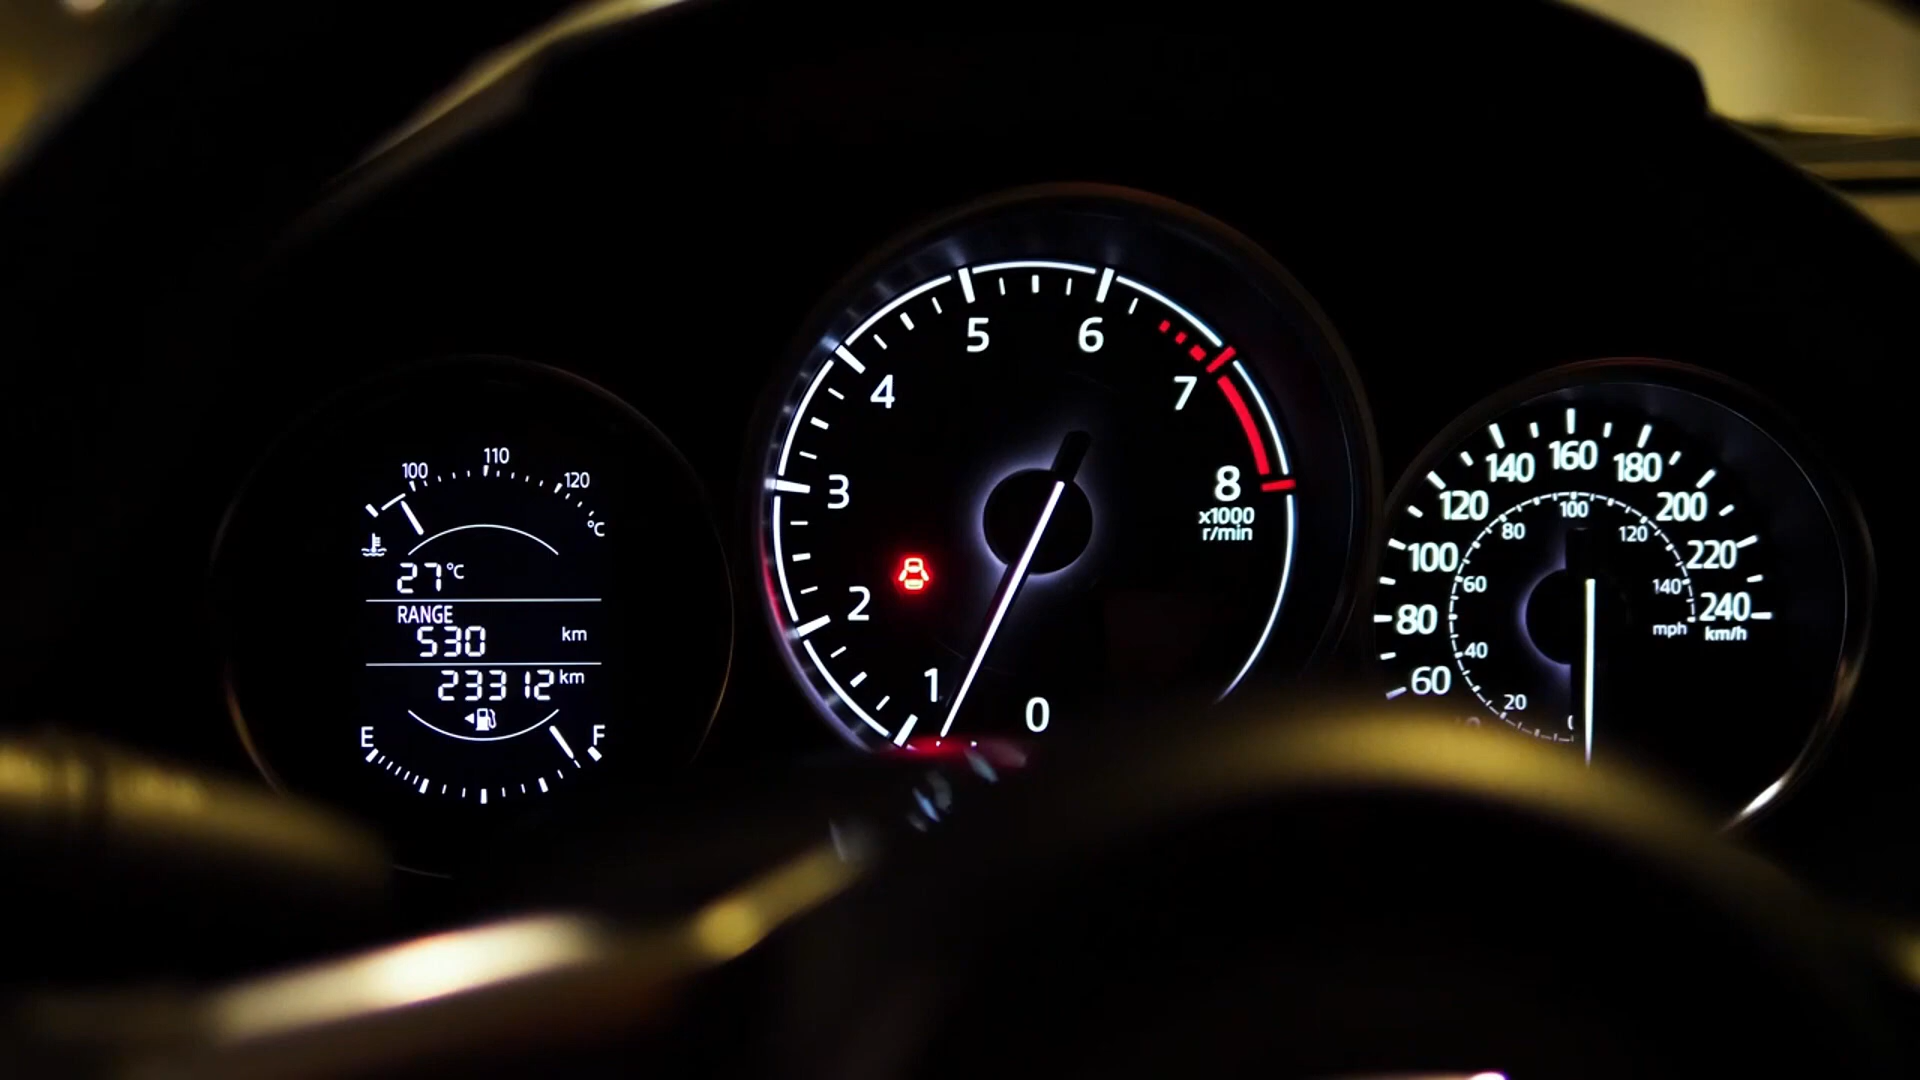 100 110 120
°C
27 °C
RANGE
530 km
23312 km
E F
0 1 2 3 4 5 6 7 8
x1000
r/min
60 80 100 120 140 160 180 200 220 240
km/h
20 40 60 80 100 120 140
mph